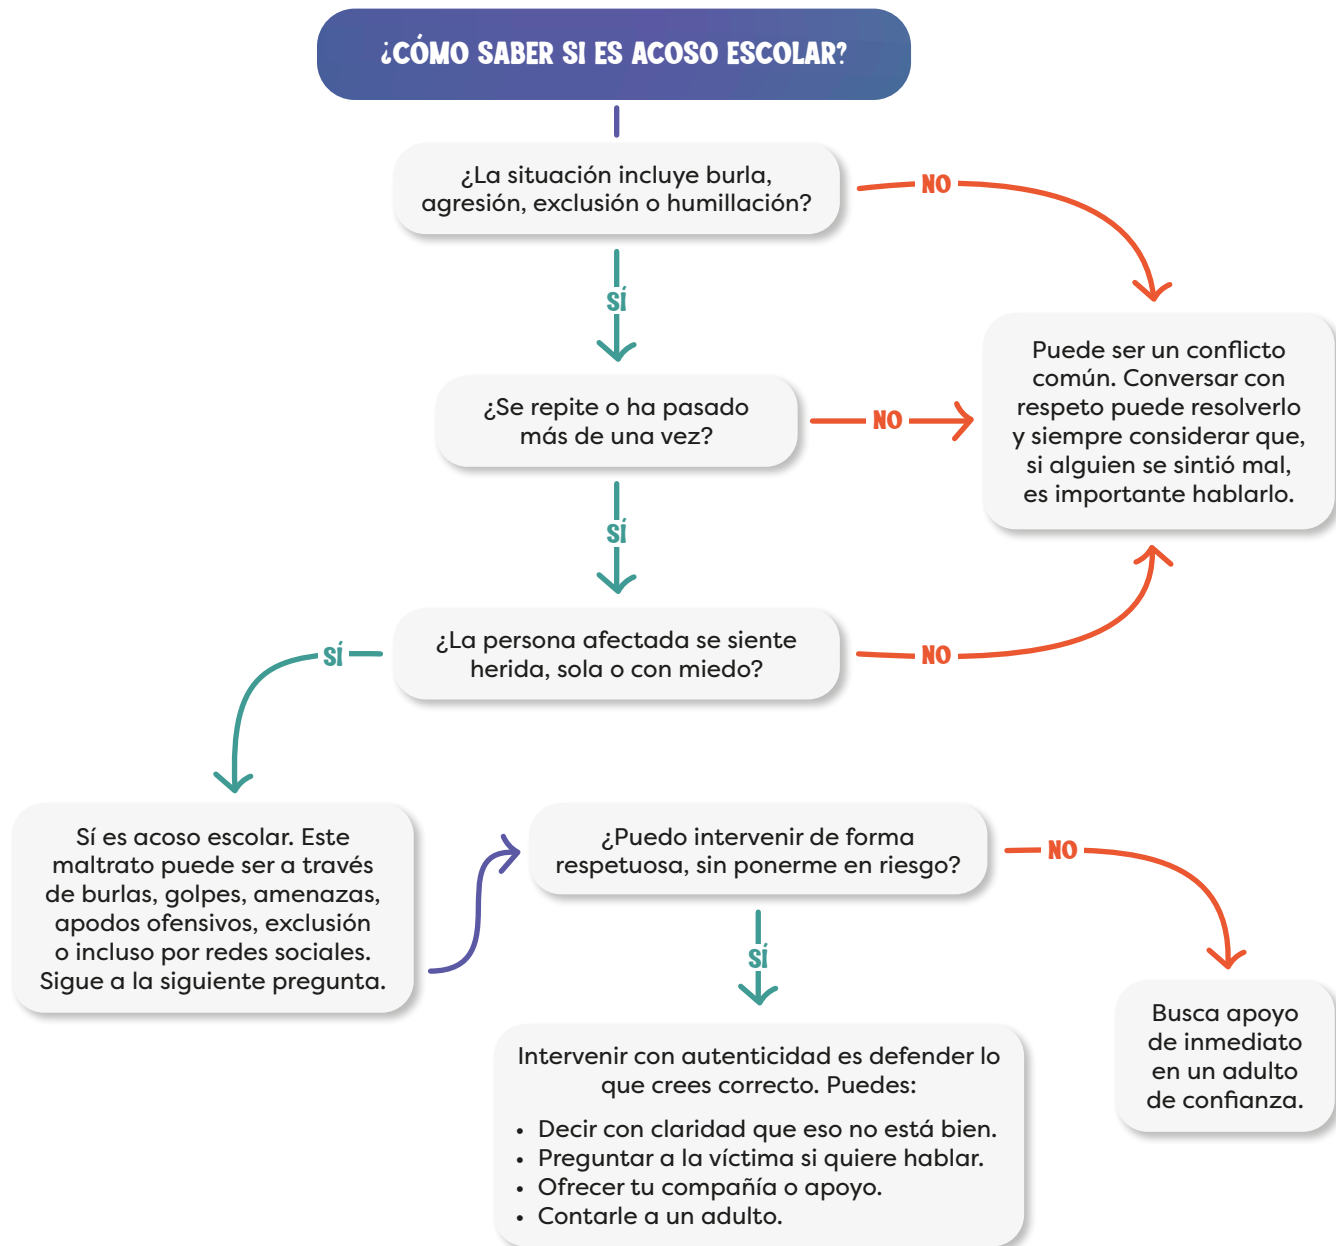 ¿CÓMO SABER SI ES ACOSO ESCOLAR?
¿La situación incluye burla,
agresión, exclusión o humillación?
NO
SÍ
¿Se repite o ha pasado
más de una vez?
NO
Puede ser un conflicto
común. Conversar con
respeto puede resolverlo
y siempre considerar que,
si alguien se sintió mal,
es importante hablarlo.
SÍ
¿La persona afectada se siente
herida, sola o con miedo?
NO
SÍ
Sí es acoso escolar. Este
maltrato puede ser a través
de burlas, golpes, amenazas,
apodos ofensivos, exclusión
o incluso por redes sociales.
Sigue a la siguiente pregunta.
¿Puedo intervenir de forma
respetuosa, sin ponerme en riesgo?
NO
SÍ
Busca apoyo
de inmediato
en un adulto
de confianza.
Intervenir con autenticidad es defender lo
que crees correcto. Puedes:
• Decir con claridad que eso no está bien.
• Preguntar a la víctima si quiere hablar.
• Ofrecer tu compañía o apoyo.
• Contarle a un adulto.